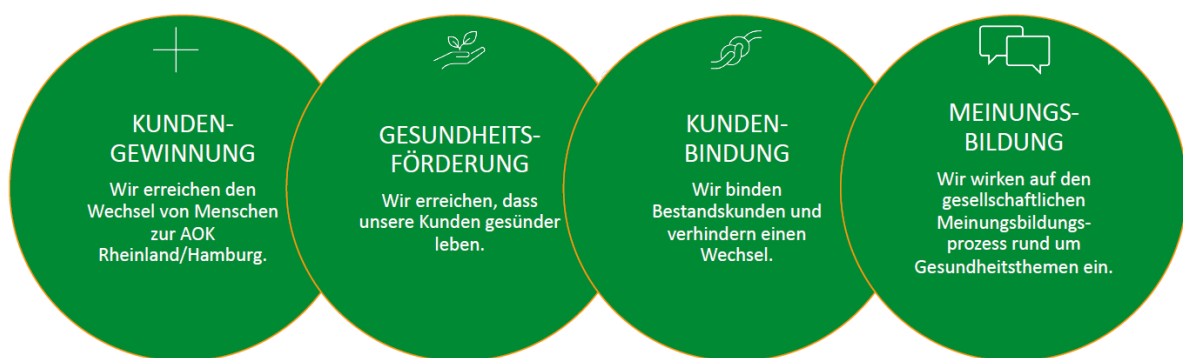 KUNDEN-
GEWINNUNG
Wir erreichen den
Wechsel von Menschen
zur AOK
Rheinland/Hamburg.
GESUNDHEITS-
FÖRDERUNG
Wir erreichen, dass
unsere Kunden gesünder
leben.
KUNDEN-
BINDUNG
Wir binden
Bestandskunden und
verhindern einen
Wechsel.
MEINUNGS-
BILDUNG
Wir wirken auf den
gesellschaftlichen
Meinungsbildungs-
prozess rund um
Gesundheitsthemen ein.